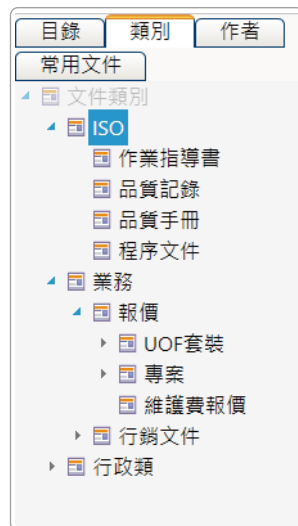 目錄 類別 作者
常用文件
文件類別
ISO
作業指導書
品質記錄
品質手冊
程序文件
業務
報價
UOF套裝
專案
維護費報價
行銷文件
行政類